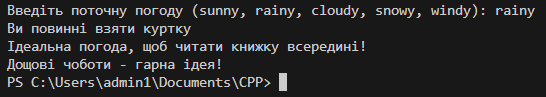 Введіть поточну погоду (sunny, rainy, cloudy, snowy, windy): rainy
Ви повинні взяти куртку
Ідеальна погода, щоб читати книжку всередині!
Дощові чоботи - гарна ідея!
PS C:\Users\admin1\Documents\CPP>